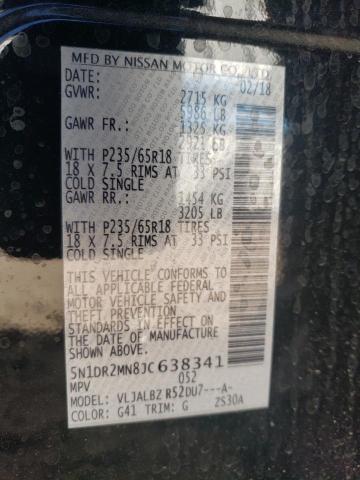 MFD BY NISSAN MOTOR CO., LTD.
DATE: 02/18
GVWR: 2715 KG
5986 LB
GAWR FR.: 1325 KG
2921 LB
WITH P235/65R18 TIRES
18 X 7.5 RIMS AT 33 PSI
COLD SINGLE
GAWR RR.: 1454 KG
3205 LB
WITH P235/65R18 TIRES
18 X 7.5 RIMS AT 33 PSI
COLD SINGLE
THIS VEHICLE CONFORMS TO
ALL APPLICABLE FEDERAL
MOTOR VEHICLE SAFETY AND
THEFT PREVENTION
STANDARDS IN EFFECT ON
THE DATE OF MANUFACTURE
SHOWN ABOVE.
5N1DR2MN8JC638341
MPV 052
MODEL: VLJALBZ R52DU7---A-
COLOR: G41 TRIM: G ZS30A